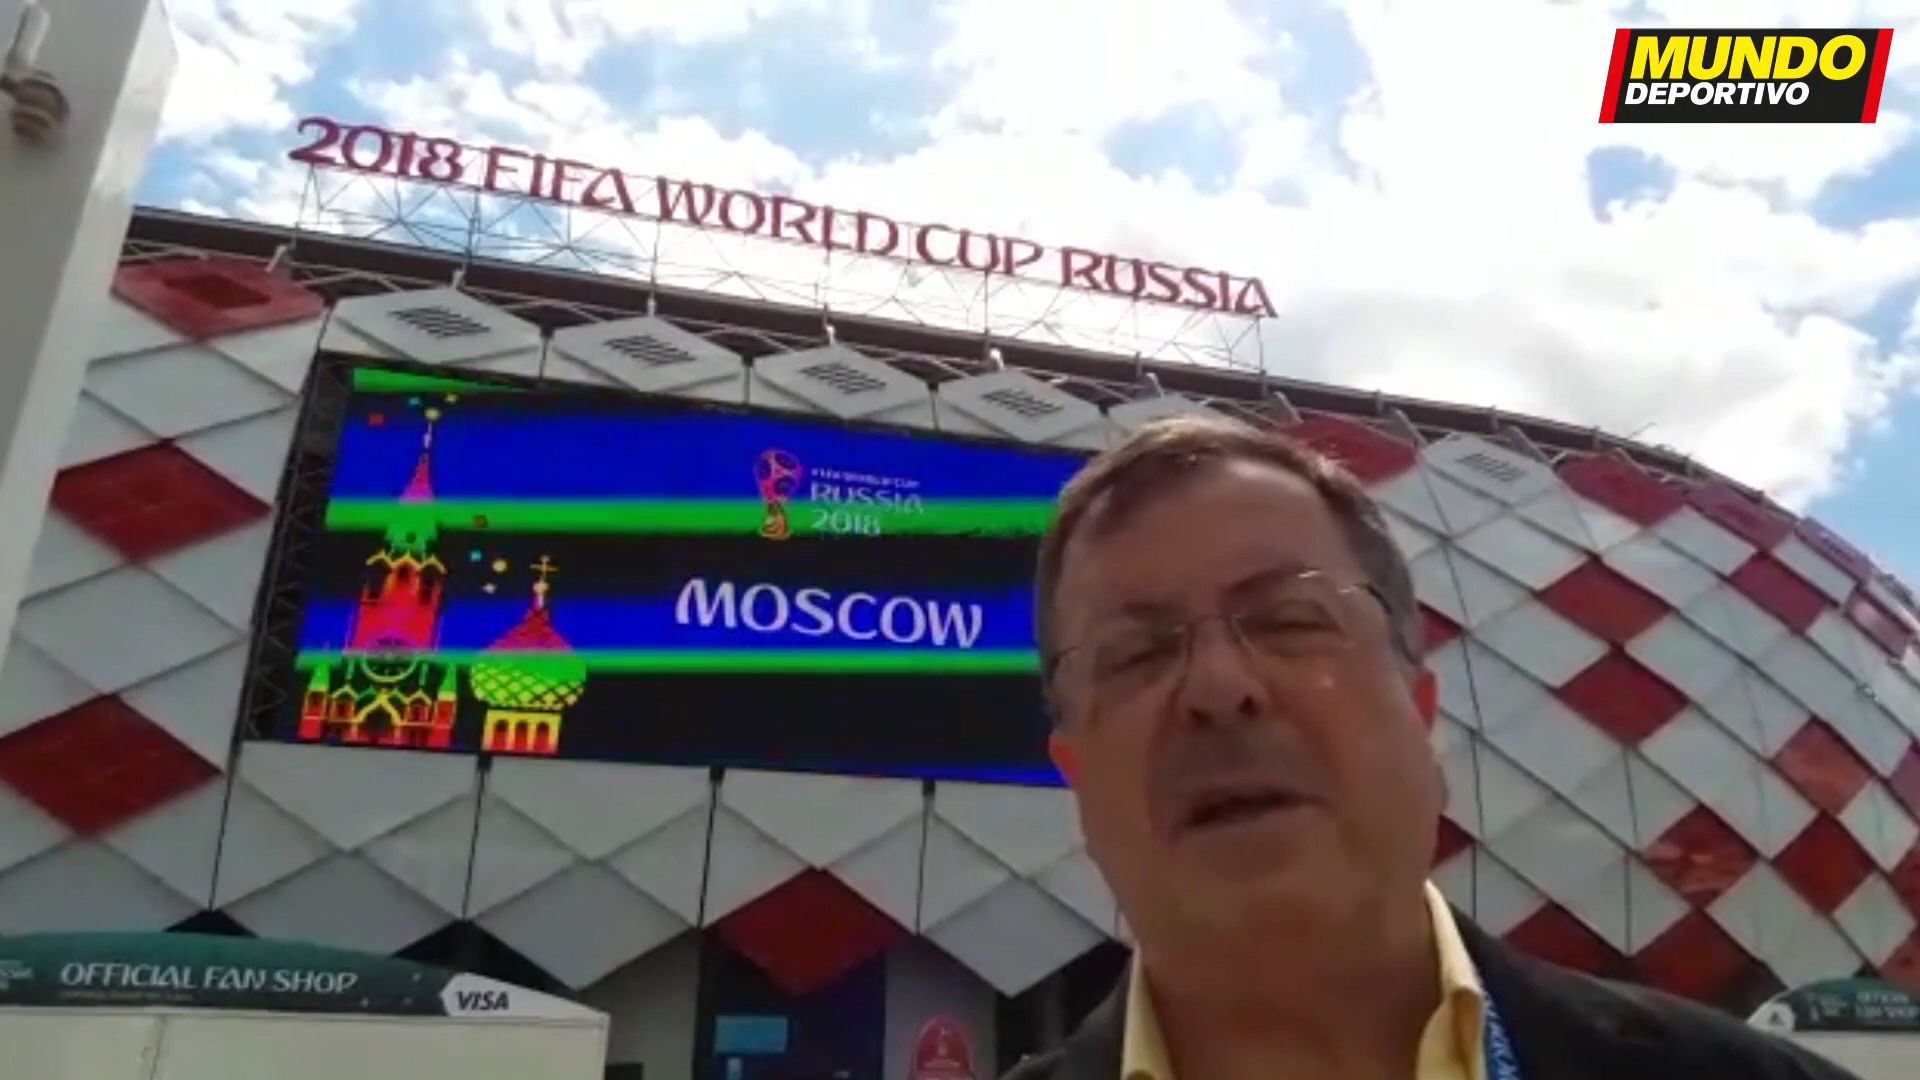 MUNDO
DEPORTIVO
2018 FIFA WORLD CUP RUSSIA
FIFA WORLD CUP
RUSSIA
2018
MOSCOW
OFFICIAL FAN SHOP
VISA